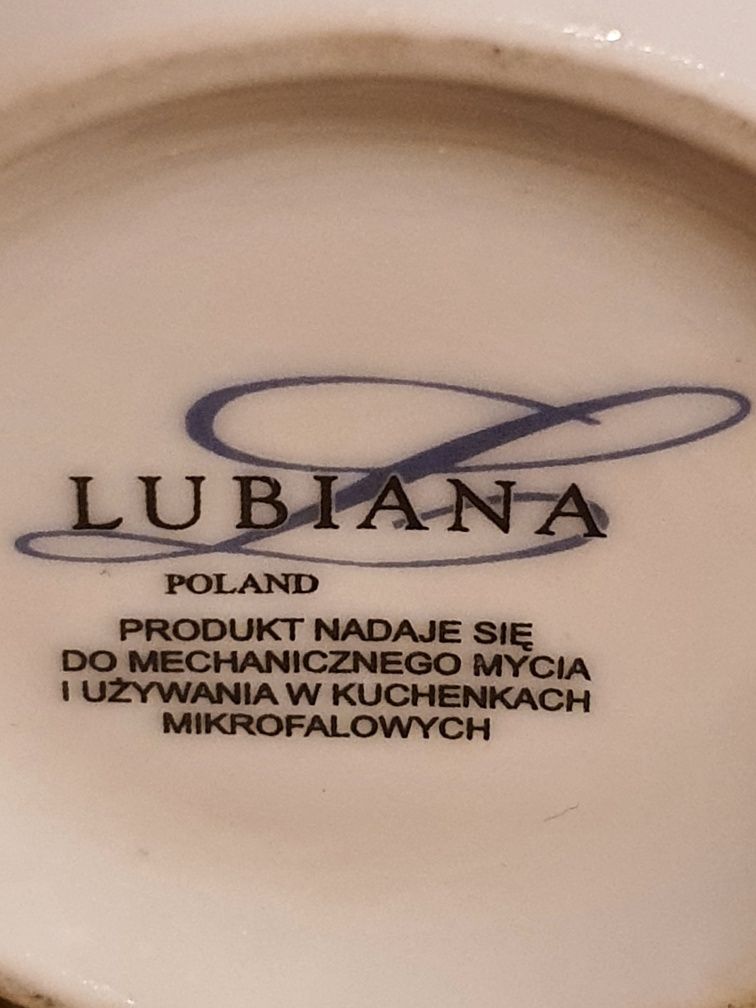 LUBIANA
POLAND
PRODUKT NADAJE SIĘ
DO MECHANICZNEGO MYCIA
I UŻYWANIA W KUCHENKACH
MIKROFALOWYCH